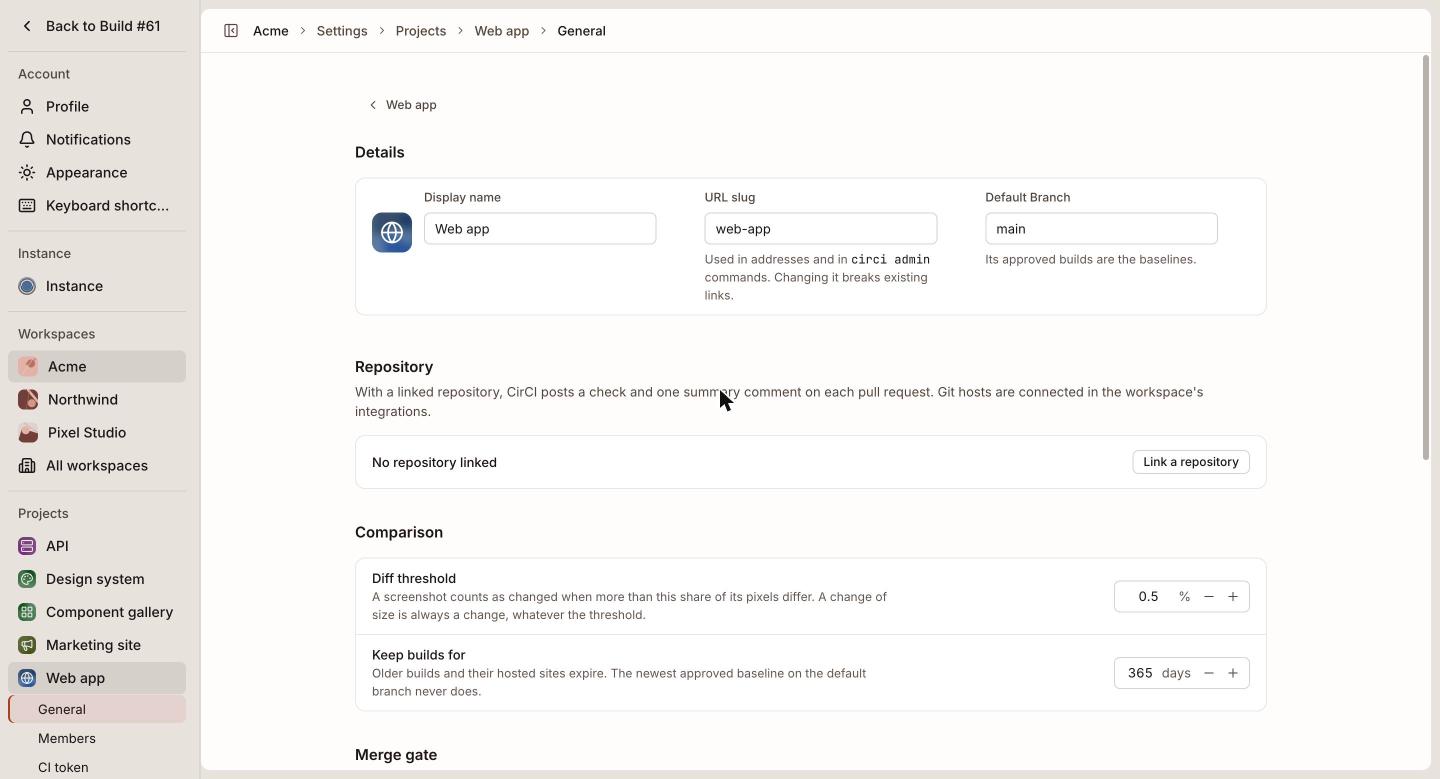 Back to Build #61
Account
Profile
Notifications
Appearance
Keyboard shortc...
Instance
Instance
Workspaces
Acme
Northwind
Pixel Studio
All workspaces
Projects
API
Design system
Component gallery
Marketing site
Web app
General
Members
CI token
Acme > Settings > Projects > Web app > General
Web app
Details
Display name
Web app
URL slug
web-app
Used in addresses and in circi admin
commands. Changing it breaks existing
links.
Default Branch
main
Its approved builds are the baselines.
Repository
With a linked repository, CirCI posts a check and one summary comment on each pull request. Git hosts are connected in the workspace's
integrations.
No repository linked
Link a repository
Comparison
Diff threshold
A screenshot counts as changed when more than this share of its pixels differ. A change of
size is always a change, whatever the threshold.
0.5 % − +
Keep builds for
Older builds and their hosted sites expire. The newest approved baseline on the default
branch never does.
365 days − +
Merge gate